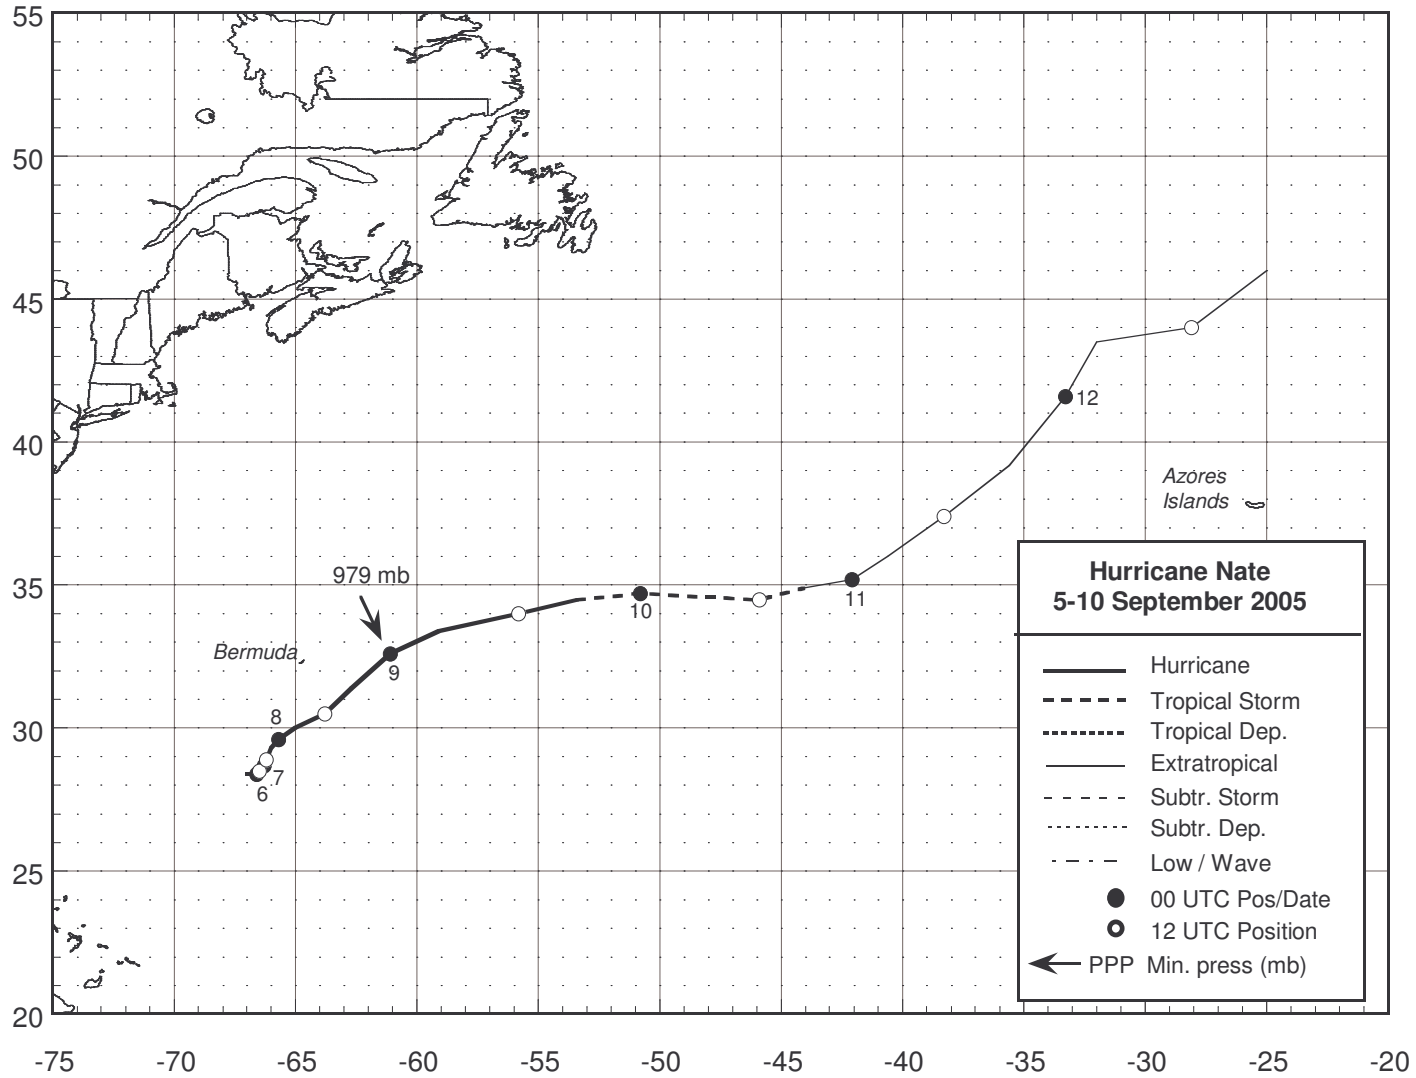 55
50
45
40
35
30
25
20
-75
-70
-65
-60
-55
-50
-45
-40
-35
-30
-25
-20
12
Azores
Islands
979 mb
10
11
Bermuda
9
8
7
6
Hurricane Nate
5-10 September 2005
Hurricane
Tropical Storm
Tropical Dep.
Extratropical
Subtr. Storm
Subtr. Dep.
Low / Wave
00 UTC Pos/Date
12 UTC Position
PPP Min. press (mb)